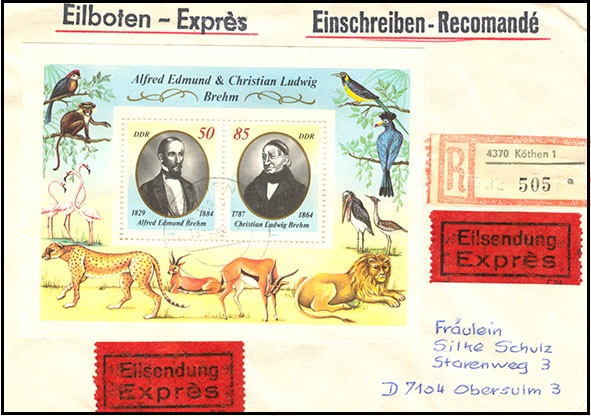 Eilboten – Exprès
Einschreiben - Recomandé
Alfred Edmund & Christian Ludwig
Brehm
DDR 50
85 DDR
1829 1884
Alfred Edmund Brehm
1787 1864
Christian Ludwig Brehm
R
4370 Köthen 1
505 a
Eilsendung
Exprès
Fräulein
Silke Schulz
Starenweg 3
D 7104 Obersulm 3
Eilsendung
Exprès